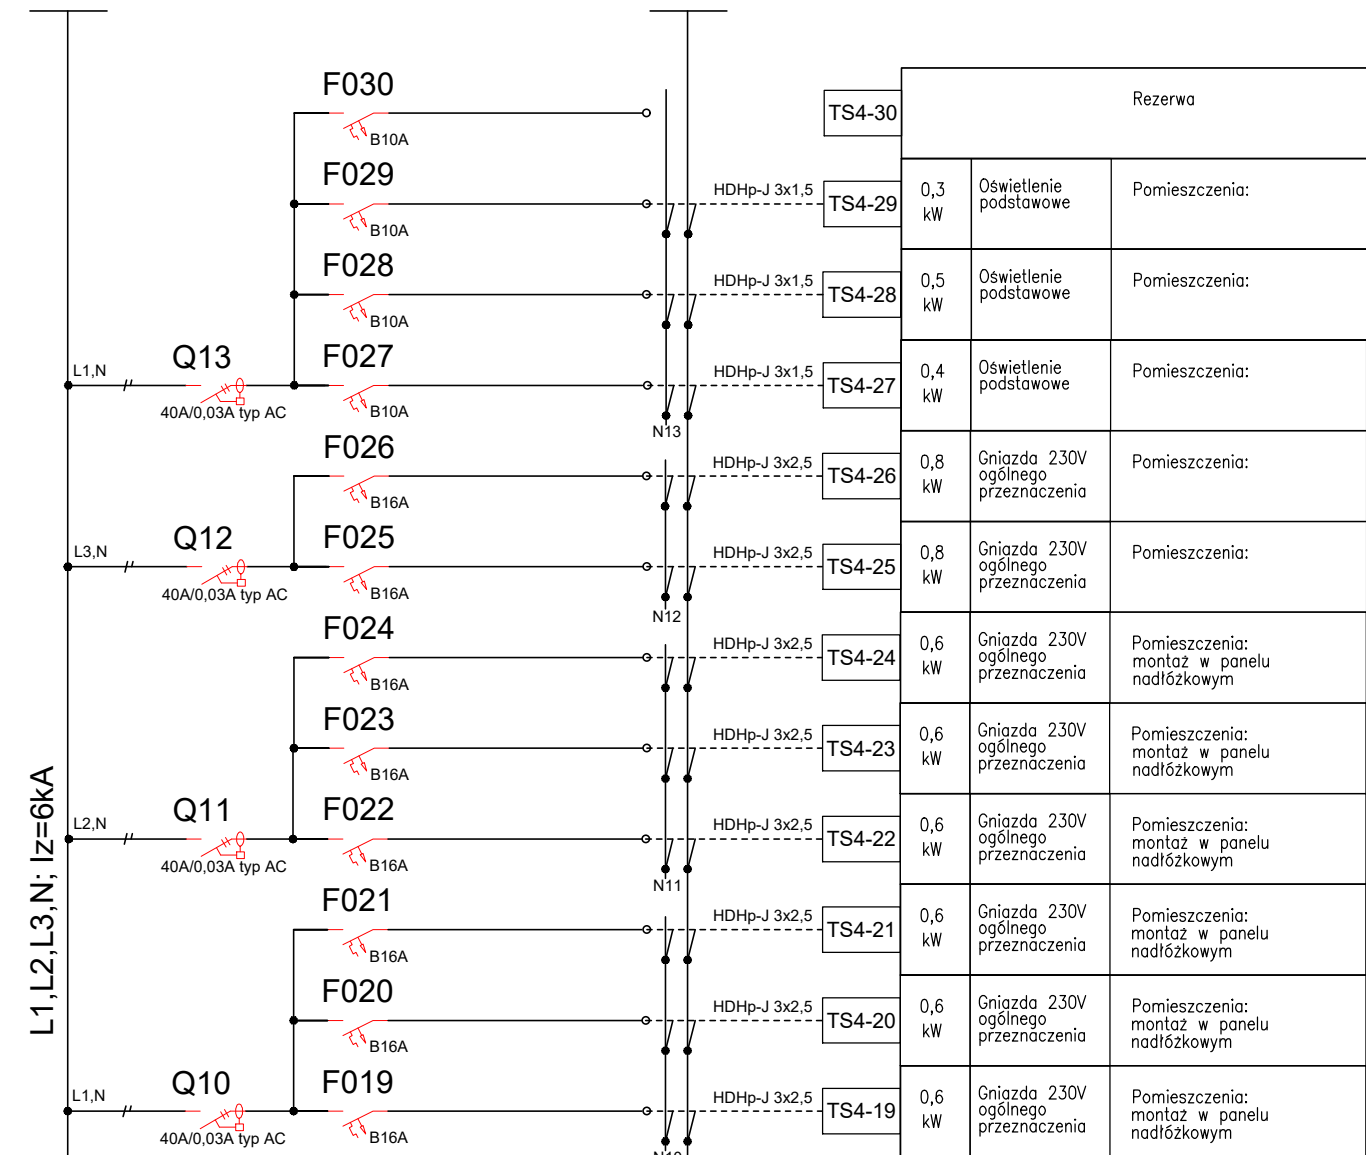 F030
B10A
TS4-30
Rezerwa
F029
B10A
HDHp-J 3x1,5
TS4-29
0,3
kW
Oświetlenie
podstawowe
Pomieszczenia:
F028
B10A
HDHp-J 3x1,5
TS4-28
0,5
kW
Oświetlenie
podstawowe
Pomieszczenia:
L1,N
Q13
40A/0,03A typ AC
F027
B10A
N13
HDHp-J 3x1,5
TS4-27
0,4
kW
Oświetlenie
podstawowe
Pomieszczenia:
F026
B16A
HDHp-J 3x2,5
TS4-26
0,8
kW
Gniazda 230V
ogólnego
przeznaczenia
Pomieszczenia:
L3,N
Q12
40A/0,03A typ AC
F025
B16A
N12
HDHp-J 3x2,5
TS4-25
0,8
kW
Gniazda 230V
ogólnego
przeznaczenia
Pomieszczenia:
F024
B16A
HDHp-J 3x2,5
TS4-24
0,6
kW
Gniazda 230V
ogólnego
przeznaczenia
Pomieszczenia:
montaż w panelu
nadłóżkowym
F023
B16A
HDHp-J 3x2,5
TS4-23
0,6
kW
Gniazda 230V
ogólnego
przeznaczenia
Pomieszczenia:
montaż w panelu
nadłóżkowym
L1,L2,L3,N; Iz=6kA
L2,N
Q11
40A/0,03A typ AC
F022
B16A
N11
HDHp-J 3x2,5
TS4-22
0,6
kW
Gniazda 230V
ogólnego
przeznaczenia
Pomieszczenia:
montaż w panelu
nadłóżkowym
F021
B16A
HDHp-J 3x2,5
TS4-21
0,6
kW
Gniazda 230V
ogólnego
przeznaczenia
Pomieszczenia:
montaż w panelu
nadłóżkowym
F020
B16A
HDHp-J 3x2,5
TS4-20
0,6
kW
Gniazda 230V
ogólnego
przeznaczenia
Pomieszczenia:
montaż w panelu
nadłóżkowym
L1,N
Q10
40A/0,03A typ AC
F019
B16A
HDHp-J 3x2,5
TS4-19
0,6
kW
Gniazda 230V
ogólnego
przeznaczenia
Pomieszczenia:
montaż w panelu
nadłóżkowym